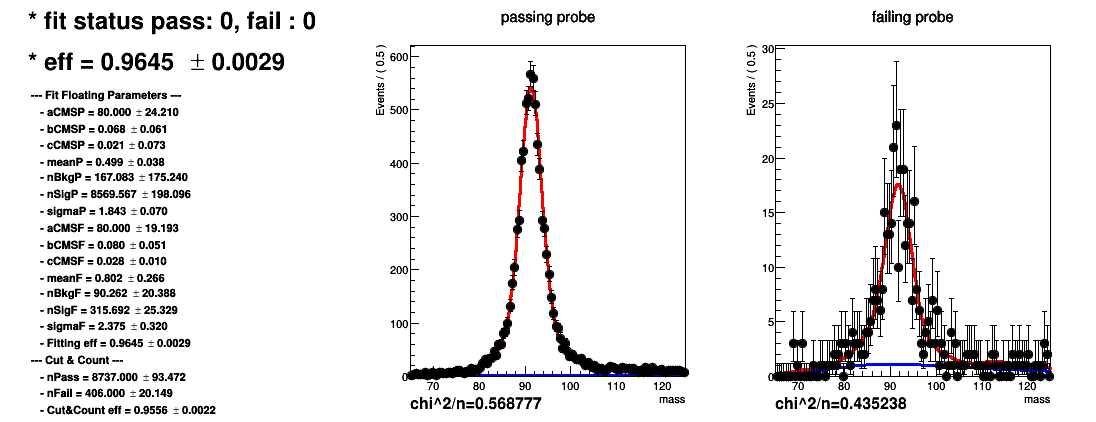 * fit status pass: 0, fail : 0
* eff = 0.9645 ± 0.0029
--- Fit Floating Parameters ---
- aCMSP = 80.000 ± 24.210
- bCMSP = 0.068 ± 0.061
- cCMSP = 0.021 ± 0.073
- meanP = 0.499 ± 0.038
- nBkgP = 167.083 ± 175.240
- nSigP = 8569.567 ± 198.096
- sigmaP = 1.843 ± 0.070
- aCMSF = 80.000 ± 19.193
- bCMSF = 0.080 ± 0.051
- cCMSF = 0.028 ± 0.010
- meanF = 0.802 ± 0.266
- nBkgF = 90.262 ± 20.388
- nSigF = 315.692 ± 25.329
- sigmaF = 2.375 ± 0.320
- Fitting eff = 0.9645 ± 0.0029
--- Cut & Count ---
- nPass = 8737.000 ± 93.472
- nFail = 406.000 ± 20.149
- Cut&Count eff = 0.9556 ± 0.0022
passing probe
Events / ( 0.5 )
600
500
400
300
200
100
0
70 80 90 100 110 120
mass
chi^2/n=0.568777
failing probe
Events / ( 0.5 )
30
25
20
15
10
5
0
70 80 90 100 110 120
mass
chi^2/n=0.435238